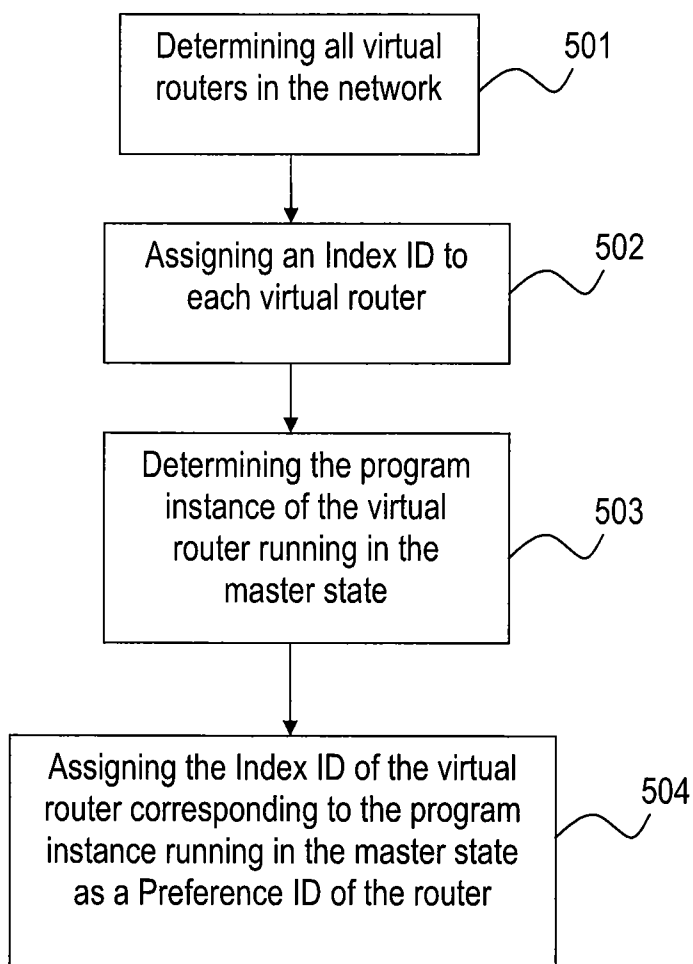 Determining all virtual
routers in the network
501
Assigning an Index ID to
each virtual router
502
Determining the program
instance of the virtual
router running in the
master state
503
Assigning the Index ID of the virtual
router corresponding to the program
instance running in the master state
as a Preference ID of the router
504